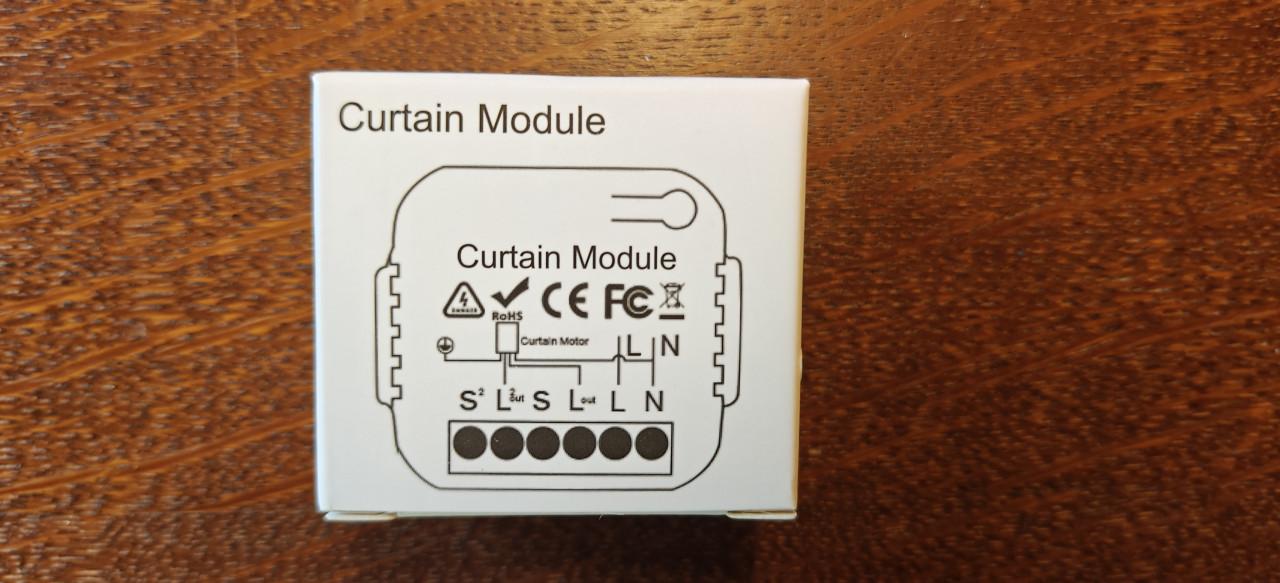 Curtain Module
Curtain Module
DANGER RoHS CE FC
Curtain Motor L N
S² L²out S Lout L N